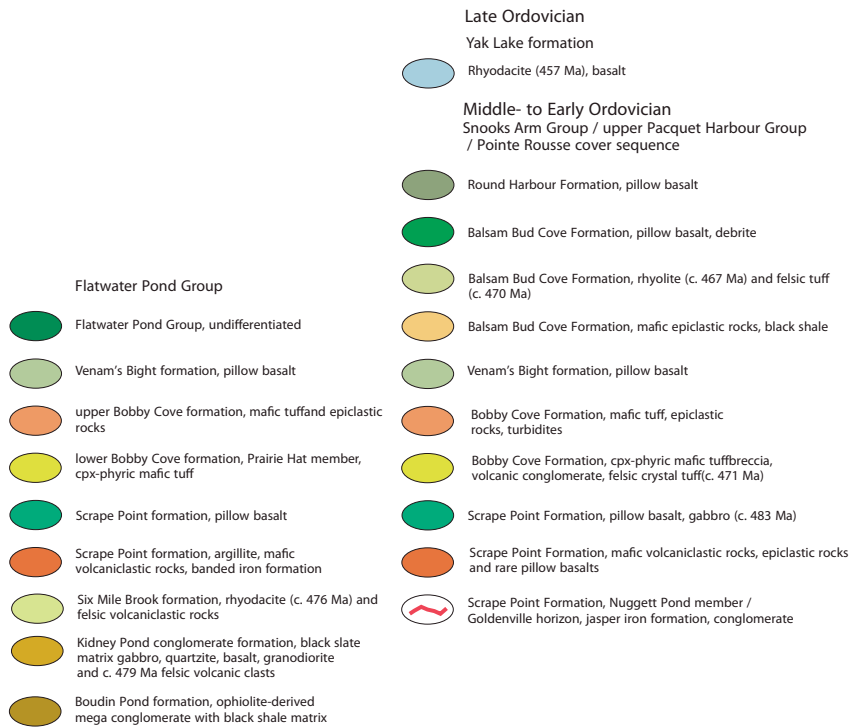 Late Ordovician
Yak Lake formation
Rhyodacite (457 Ma), basalt
Middle- to Early Ordovician
Snooks Arm Group / upper Pacquet Harbour Group
/ Pointe Rousse cover sequence
Round Harbour Formation, pillow basalt
Balsam Bud Cove Formation, pillow basalt, debrite
Balsam Bud Cove Formation, rhyolite (c. 467 Ma) and felsic tuff
(c. 470 Ma)
Balsam Bud Cove Formation, mafic epiclastic rocks, black shale
Venam's Bight formation, pillow basalt
Bobby Cove Formation, mafic tuff, epiclastic
rocks, turbidites
Bobby Cove Formation, cpx-phyric mafic tuffbreccia,
volcanic conglomerate, felsic crystal tuff(c. 471 Ma)
Scrape Point Formation, pillow basalt, gabbro (c. 483 Ma)
Scrape Point Formation, mafic volcaniclastic rocks, epiclastic rocks
and rare pillow basalts
Scrape Point Formation, Nuggett Pond member /
Goldenville horizon, jasper iron formation, conglomerate
Flatwater Pond Group
Flatwater Pond Group, undifferentiated
Venam's Bight formation, pillow basalt
upper Bobby Cove formation, mafic tuffand epiclastic
rocks
lower Bobby Cove formation, Prairie Hat member,
cpx-phyric mafic tuff
Scrape Point formation, pillow basalt
Scrape Point formation, argillite, mafic
volcaniclastic rocks, banded iron formation
Six Mile Brook formation, rhyodacite (c. 476 Ma) and
felsic volcaniclastic rocks
Kidney Pond conglomerate formation, black slate
matrix gabbro, quartzite, basalt, granodiorite
and c. 479 Ma felsic volcanic clasts
Boudin Pond formation, ophiolite-derived
mega conglomerate with black shale matrix